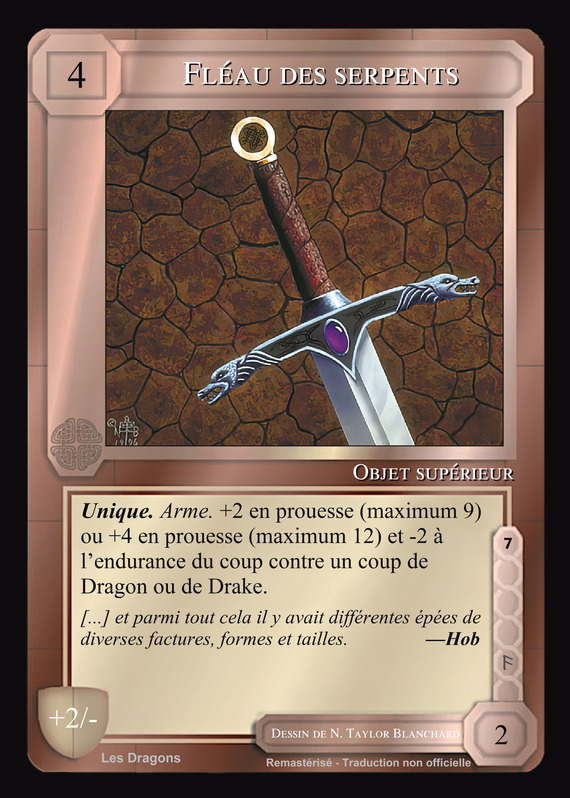 4
Fléau des serpents
© N T B
1996
Objet supérieur
Unique. Arme. +2 en prouesse (maximum 9)
ou +4 en prouesse (maximum 12) et -2 à
l'endurance du coup contre un coup de
Dragon ou de Drake.
[...] et parmi tout cela il y avait différentes épées de
diverses factures, formes et tailles. —Hob
7
ᚩ
+2/-
Dessin de N. Taylor Blanchard
2
Les Dragons
Remastérisé - Traduction non officielle